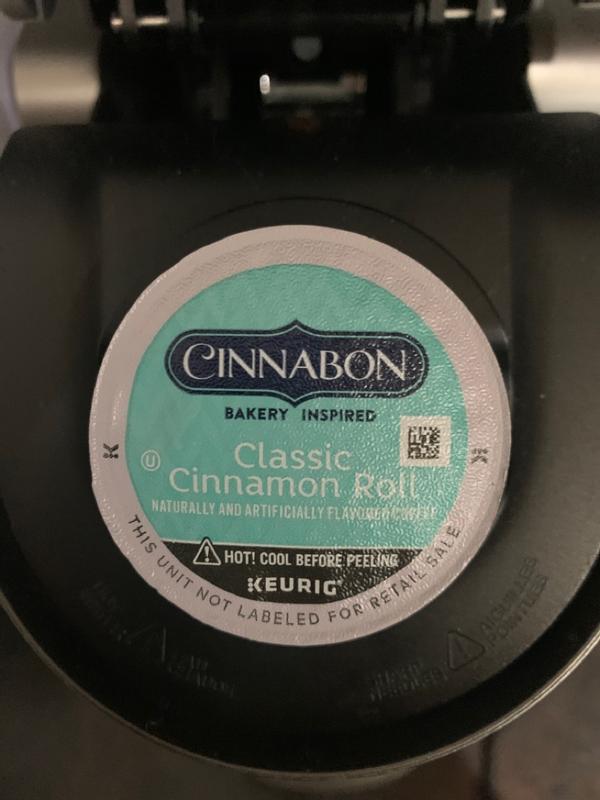 CINNABON
BAKERY INSPIRED
Classic
Cinnamon Roll
NATURALLY AND ARTIFICIALLY FLAVORED COFFEE
U
K
K
HOT! COOL BEFORE PEELING
KEURIG
THIS UNIT NOT LABELED FOR RETAIL SALE